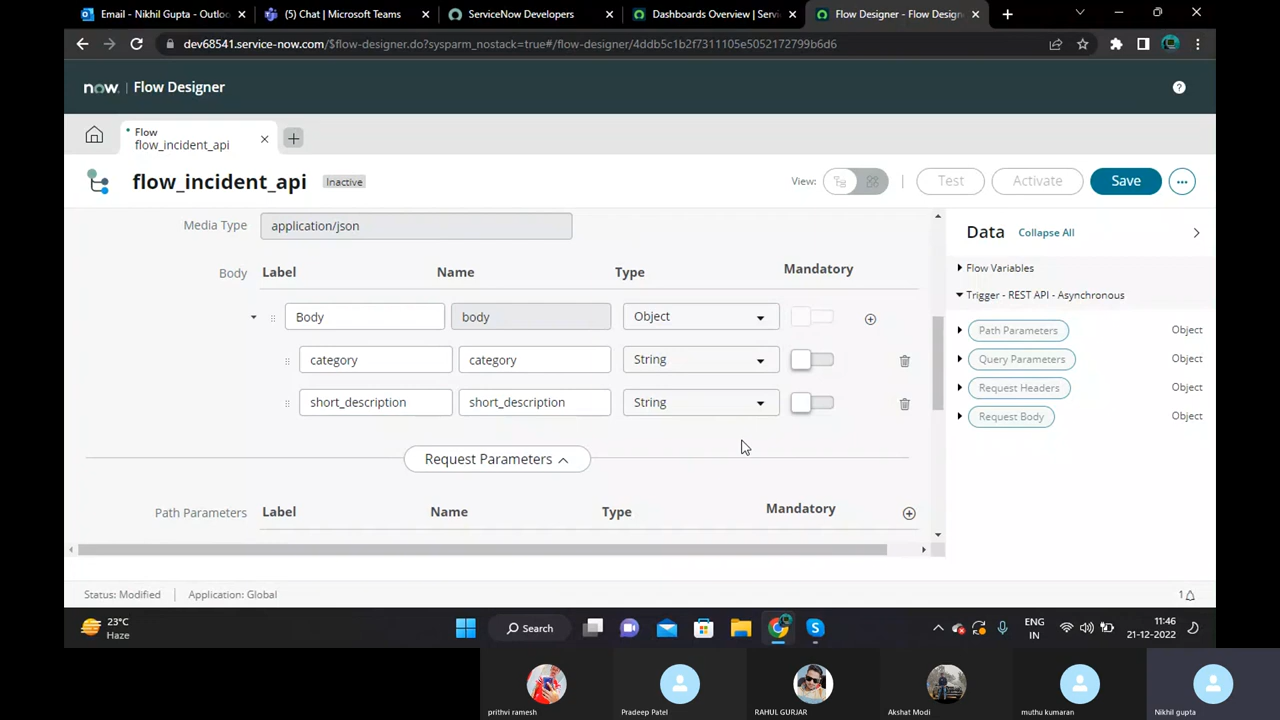 Email - Nikhil Gupta - Outloo
(5) Chat | Microsoft Teams
ServiceNow Developers
Dashboards Overview | Servi
Flow Designer - Flow Design
dev68541.service-now.com/$flow-designer.do?sysparm_nostack=true#/flow-designer/4ddb5c1b2f7311105e5052172799b6d6
now. Flow Designer
Flow
flow_incident_api
flow_incident_api
Inactive
View:
Test
Activate
Save
Media Type
application/json
Body
Label
Name
Type
Mandatory
Body
body
Object
category
category
String
short_description
short_description
String
Request Parameters
Path Parameters
Label
Name
Type
Mandatory
Data
Collapse All
Flow Variables
Trigger - REST API - Asynchronous
Path Parameters
Object
Query Parameters
Object
Request Headers
Object
Request Body
Object
Status: Modified
Application: Global
1
23°C
Haze
Search
ENG
IN
11:46
21-12-2022
prithvi ramesh
Pradeep Patel
RAHUL GURJAR
Akshat Modi
muthu kumaran
Nikhil gupta